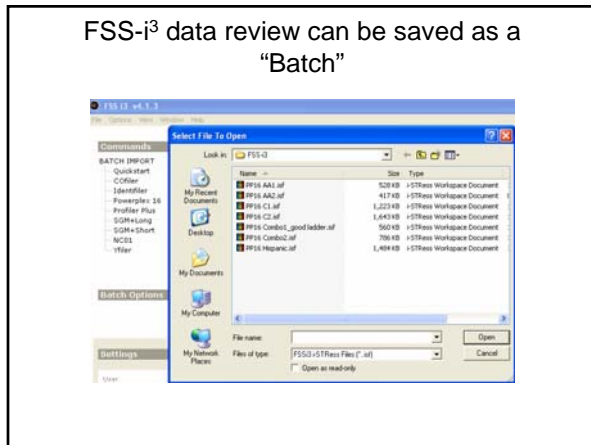 FSS-i³ data review can be saved as a
“Batch”
FSS i3 v4.1.3
File Options View Window Help
Commands
BATCH IMPORT
Quickstart
COfiler
Identifiler
Powerplex 16
Profiler Plus
SGM+Long
SGM+Short
NC01
Yfiler
Batch Options
Settings
User
Select File To Open
Look in: FSS-i3
My Recent Documents
Desktop
My Documents
My Computer
My Network Places
Name Size Type
PP16 AA1.isf 528 KB i-STRess Workspace Document
PP16 AA2.isf 417 KB i-STRess Workspace Document
PP16 C1.isf 1,223 KB i-STRess Workspace Document
PP16 C2.isf 1,643 KB i-STRess Workspace Document
PP16 Combo1_good ladder.isf 560 KB i-STRess Workspace Document
PP16 Combo2.isf 786 KB i-STRess Workspace Document
PP16 Hispanic.isf 1,484 KB i-STRess Workspace Document
File name: Open
Files of type: FSSi3 i-STRess Files (*.isf) Cancel
Open as read-only